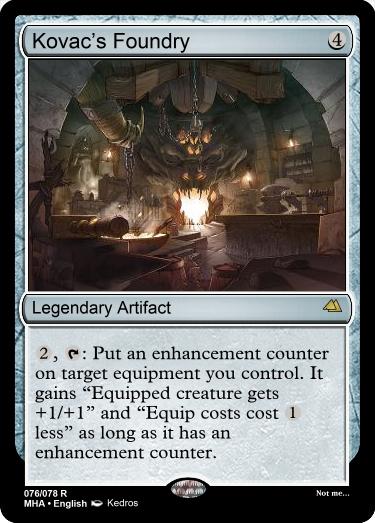 Kovac's Foundry 4
Legendary Artifact
2 , : Put an enhancement counter
on target equipment you control. It
gains “Equipped creature gets
+1/+1” and “Equip costs cost 1
less” as long as it has an
enhancement counter.
076/078 R
MHA • English Kedros
Not me...